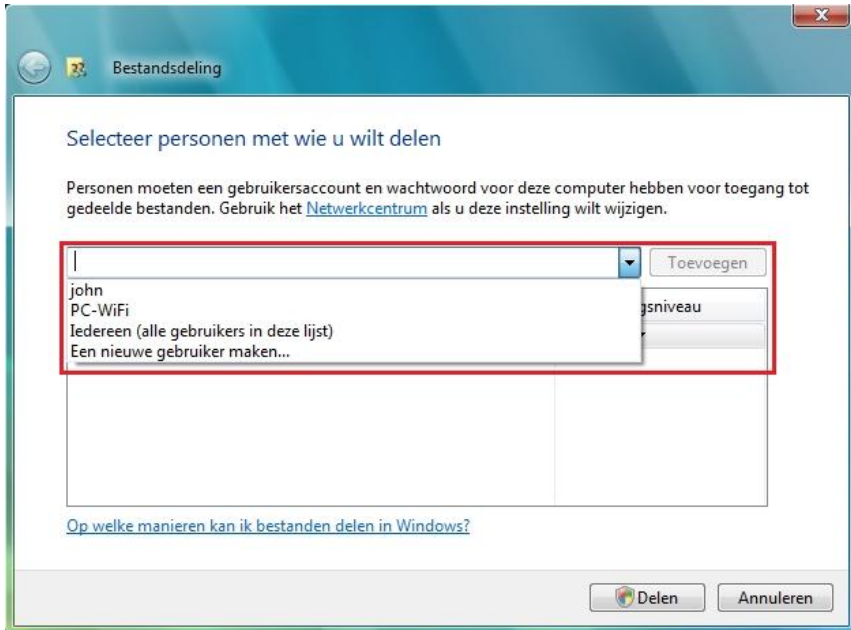 Bestandsdeling
Selecteer personen met wie u wilt delen
Personen moeten een gebruikersaccount en wachtwoord voor deze computer hebben voor toegang tot
gedeelde bestanden. Gebruik het Netwerkcentrum als u deze instelling wilt wijzigen.
Toevoegen
john
PC-WiFi
Iedereen (alle gebruikers in deze lijst)
Een nieuwe gebruiker maken...
Op welke manieren kan ik bestanden delen in Windows?
Delen Annuleren